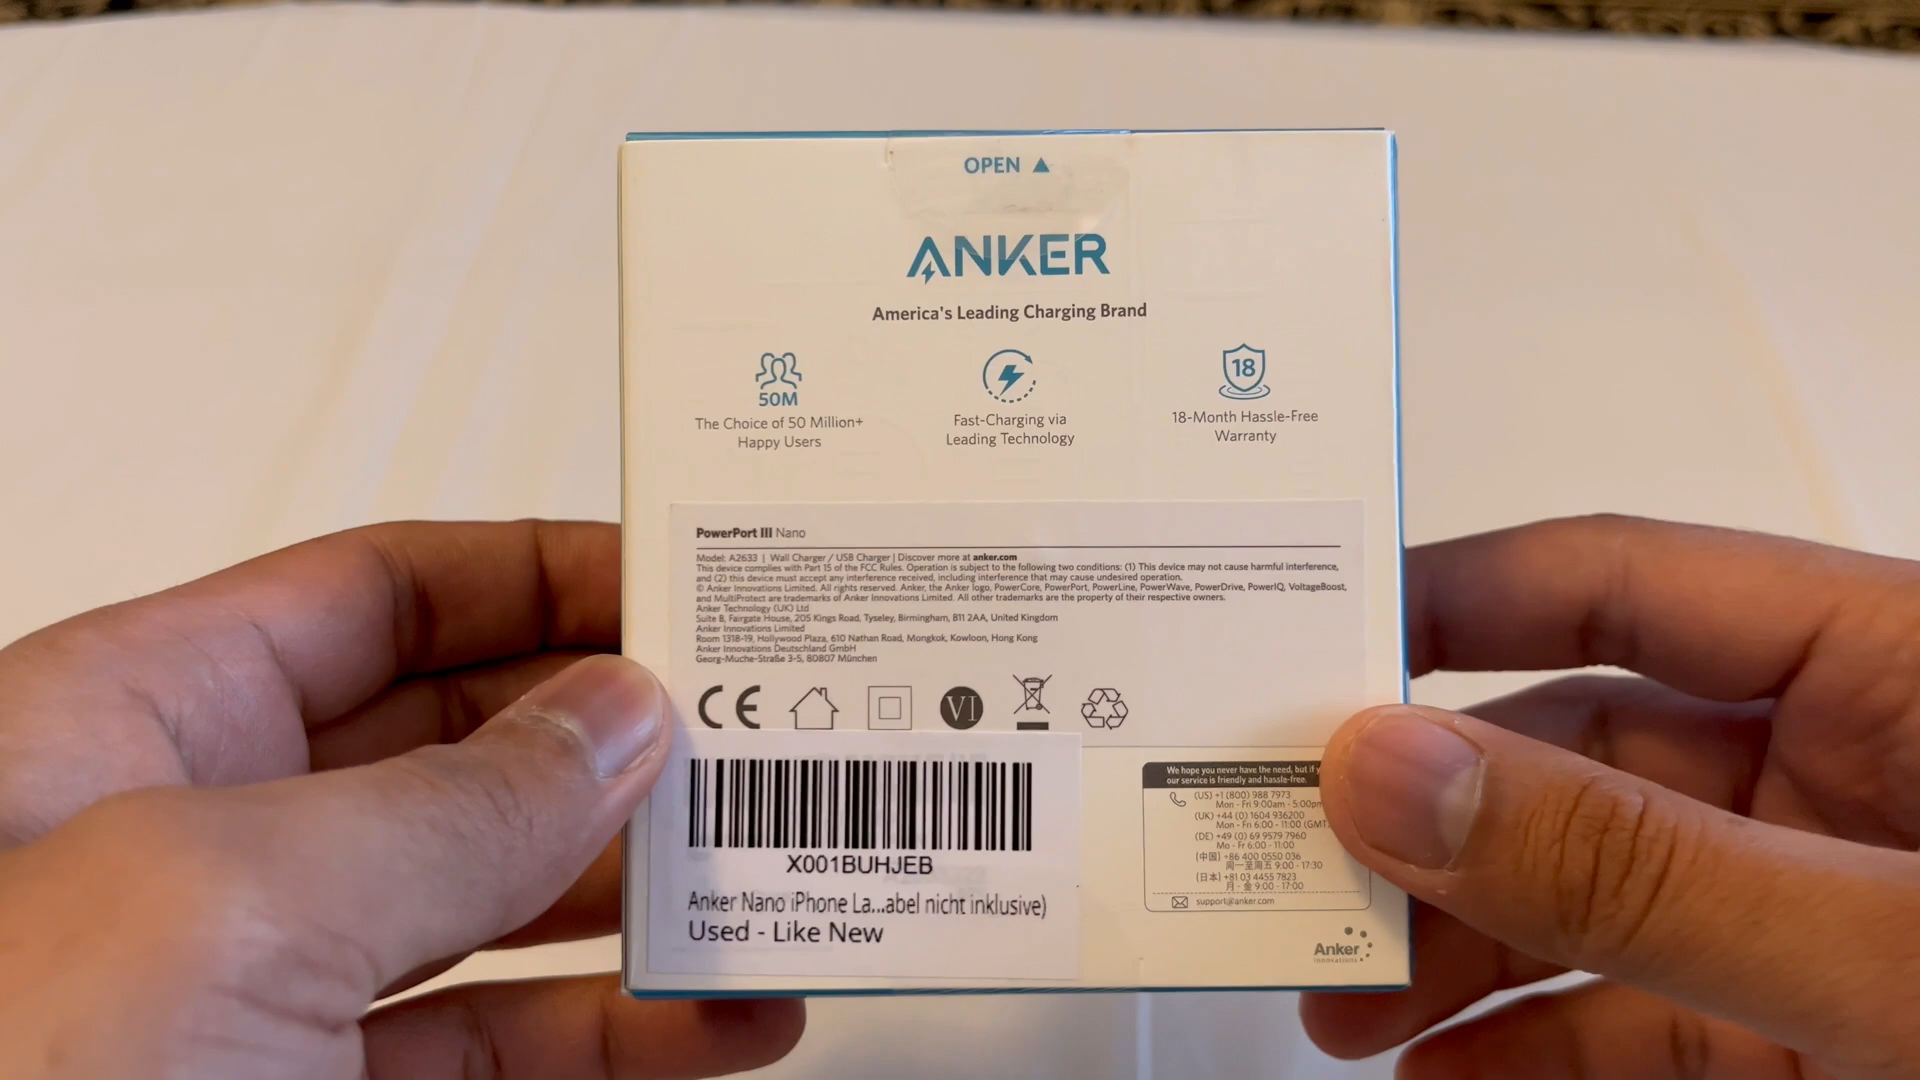 OPEN ▲
ANKER
America's Leading Charging Brand
50M
The Choice of 50 Million+
Happy Users
Fast-Charging via
Leading Technology
18
18-Month Hassle-Free
Warranty
PowerPort III Nano
Model: A2633 | Wall Charger / USB Charger | Discover more at anker.com
This device complies with Part 15 of the FCC Rules. Operation is subject to the following two conditions: (1) This device may not cause harmful interference,
and (2) this device must accept any interference received, including interference that may cause undesired operation.
© Anker Innovations Limited. All rights reserved. Anker, the Anker logo, PowerCore, PowerPort, PowerLine, PowerWave, PowerDrive, PowerIQ, VoltageBoost,
and MultiProtect are trademarks of Anker Innovations Limited. All other trademarks are the property of their respective owners.
Anker Technology (UK) Ltd
Suite B, Fairgate House, 205 Kings Road, Tyseley, Birmingham, B11 2AA, United Kingdom
Anker Innovations Limited
Room 1318-19, Hollywood Plaza, 610 Nathan Road, Mongkok, Kowloon, Hong Kong
Anker Innovations Deutschland GmbH
Georg-Muche-Straße 3-5, 80807 München
CE
VI
X001BUHJEB
Anker Nano iPhone La...abel nicht inklusive)
Used - Like New
We hope you never have the need, but if
our service is friendly and hassle-free.
(US) +1 (800) 988 7973
Mon - Fri 9:00am - 5:00pm
(UK) +44 (0) 1604 936200
Mon - Fri 6:00 - 11:00 (GMT
(DE) +49 (0) 69 9579 7960
Mo - Fr 6:00 - 11:00
(中国) +86 400 0550 036
周一至周五 9:00 - 17:30
(日本) +81 03 4455 7823
月 - 金 9:00 - 17:00
support@anker.com
Anker
Innovations